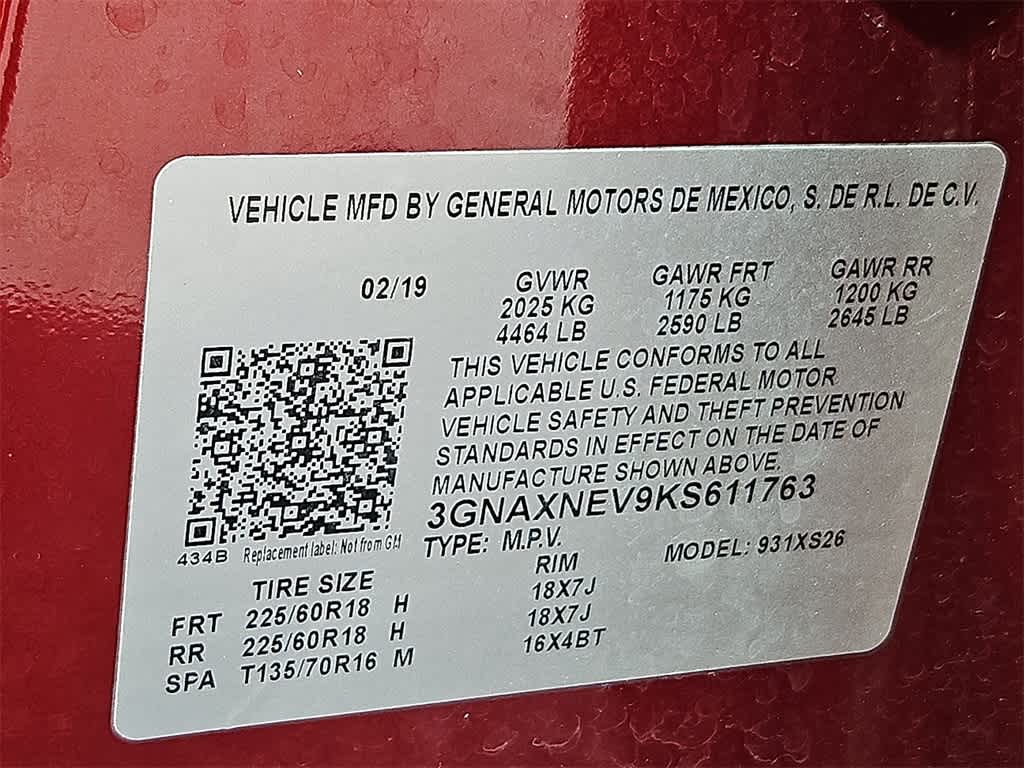 VEHICLE MFD BY GENERAL MOTORS DE MEXICO, S. DE R.L. DE C.V.
02/19 GVWR GAWR FRT GAWR RR
2025 KG 1175 KG 1200 KG
4464 LB 2590 LB 2645 LB
THIS VEHICLE CONFORMS TO ALL
APPLICABLE U.S. FEDERAL MOTOR
VEHICLE SAFETY AND THEFT PREVENTION
STANDARDS IN EFFECT ON THE DATE OF
MANUFACTURE SHOWN ABOVE.
3GNAXNEV9KS611763
434B Replacement label: Not from GM
TYPE: M.P.V. MODEL: 931XS26
TIRE SIZE RIM
FRT 225/60R18 H 18X7J
RR 225/60R18 H 18X7J
SPA T135/70R16 M 16X4BT